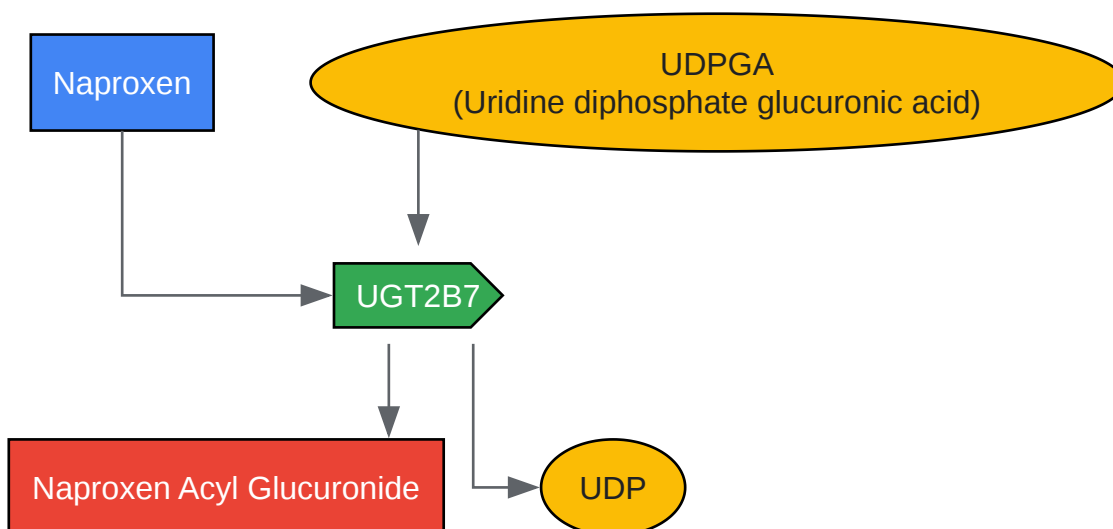 Naproxen
UDPGA
(Uridine diphosphate glucuronic acid)
UGT2B7
Naproxen Acyl Glucuronide
UDP